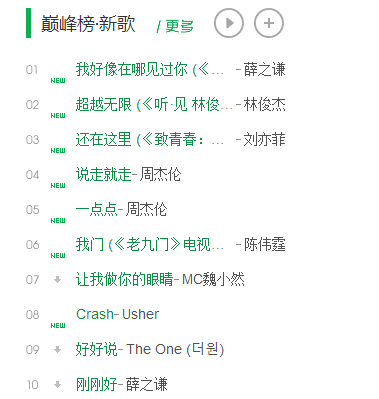 巅峰榜·新歌 / 更多
01 NEW 我好像在哪见过你 (《... - 薛之谦
02 NEW 超越无限 (《听·见 林俊... - 林俊杰
03 NEW 还在这里 (《致青春：... - 刘亦菲
04 NEW 说走就走- 周杰伦
05 NEW 一点点- 周杰伦
06 NEW 我门 (《老九门》电视... - 陈伟霆
07 让我做你的眼睛- MC魏小然
08 NEW Crash- Usher
09 好好说- The One (더원)
10 刚刚好- 薛之谦